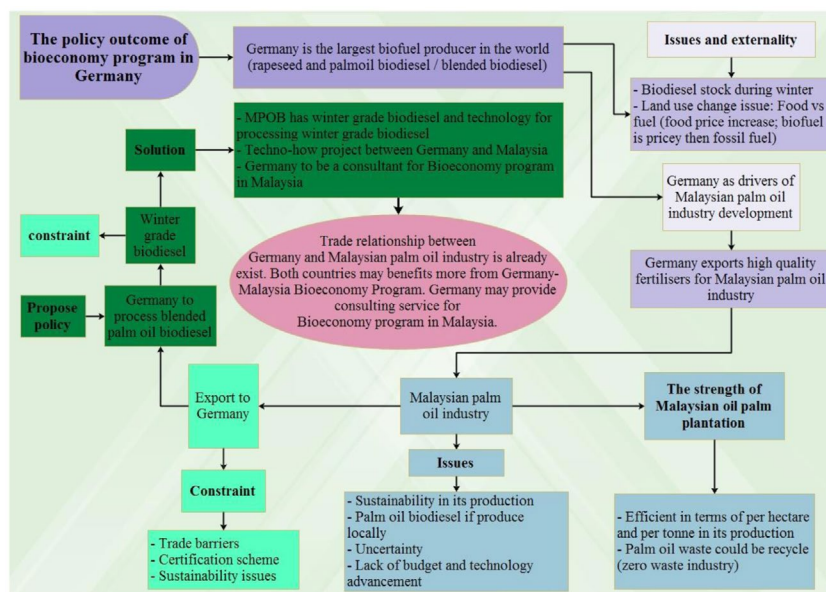 The policy outcome of
bioeconomy program in
Germany
Germany is the largest biofuel producer in the world
(rapeseed and palmoil biodiesel / blended biodiesel)
Issues and externality
- Biodiesel stock during winter
- Land use change issue: Food vs
fuel (food price increase; biofuel
is pricey then fossil fuel)
- MPOB has winter grade biodiesel and technology for
processing winter grade biodiesel
- Techno-how project between Germany and Malaysia
- Germany to be a consultant for Bioeconomy program
in Malaysia
Solution
Germany as drivers of
Malaysian palm oil
industry development
constraint
Winter
grade
biodiesel
Trade relationship between
Germany and Malaysian palm oil industry is already
exist. Both countries may benefits more from Germany-
Malaysia Bioeconomy Program. Germany may provide
consulting service for
Bioeconomy program in Malaysia.
Germany exports high quality
fertilisers for Malaysian palm oil
industry
Propose
policy
Germany to
process blended
palm oil biodiesel
Export to
Germany
Malaysian palm
oil industry
The strength of
Malaysian oil palm
plantation
Issues
Constraint
- Sustainability in its production
- Palm oil biodiesel if produce
locally
- Uncertainty
- Lack of budget and technology
advancement
- Efficient in terms of per hectare
and per tonne in its production
- Palm oil waste could be recycle
(zero waste industry)
- Trade barriers
- Certification scheme
- Sustainability issues